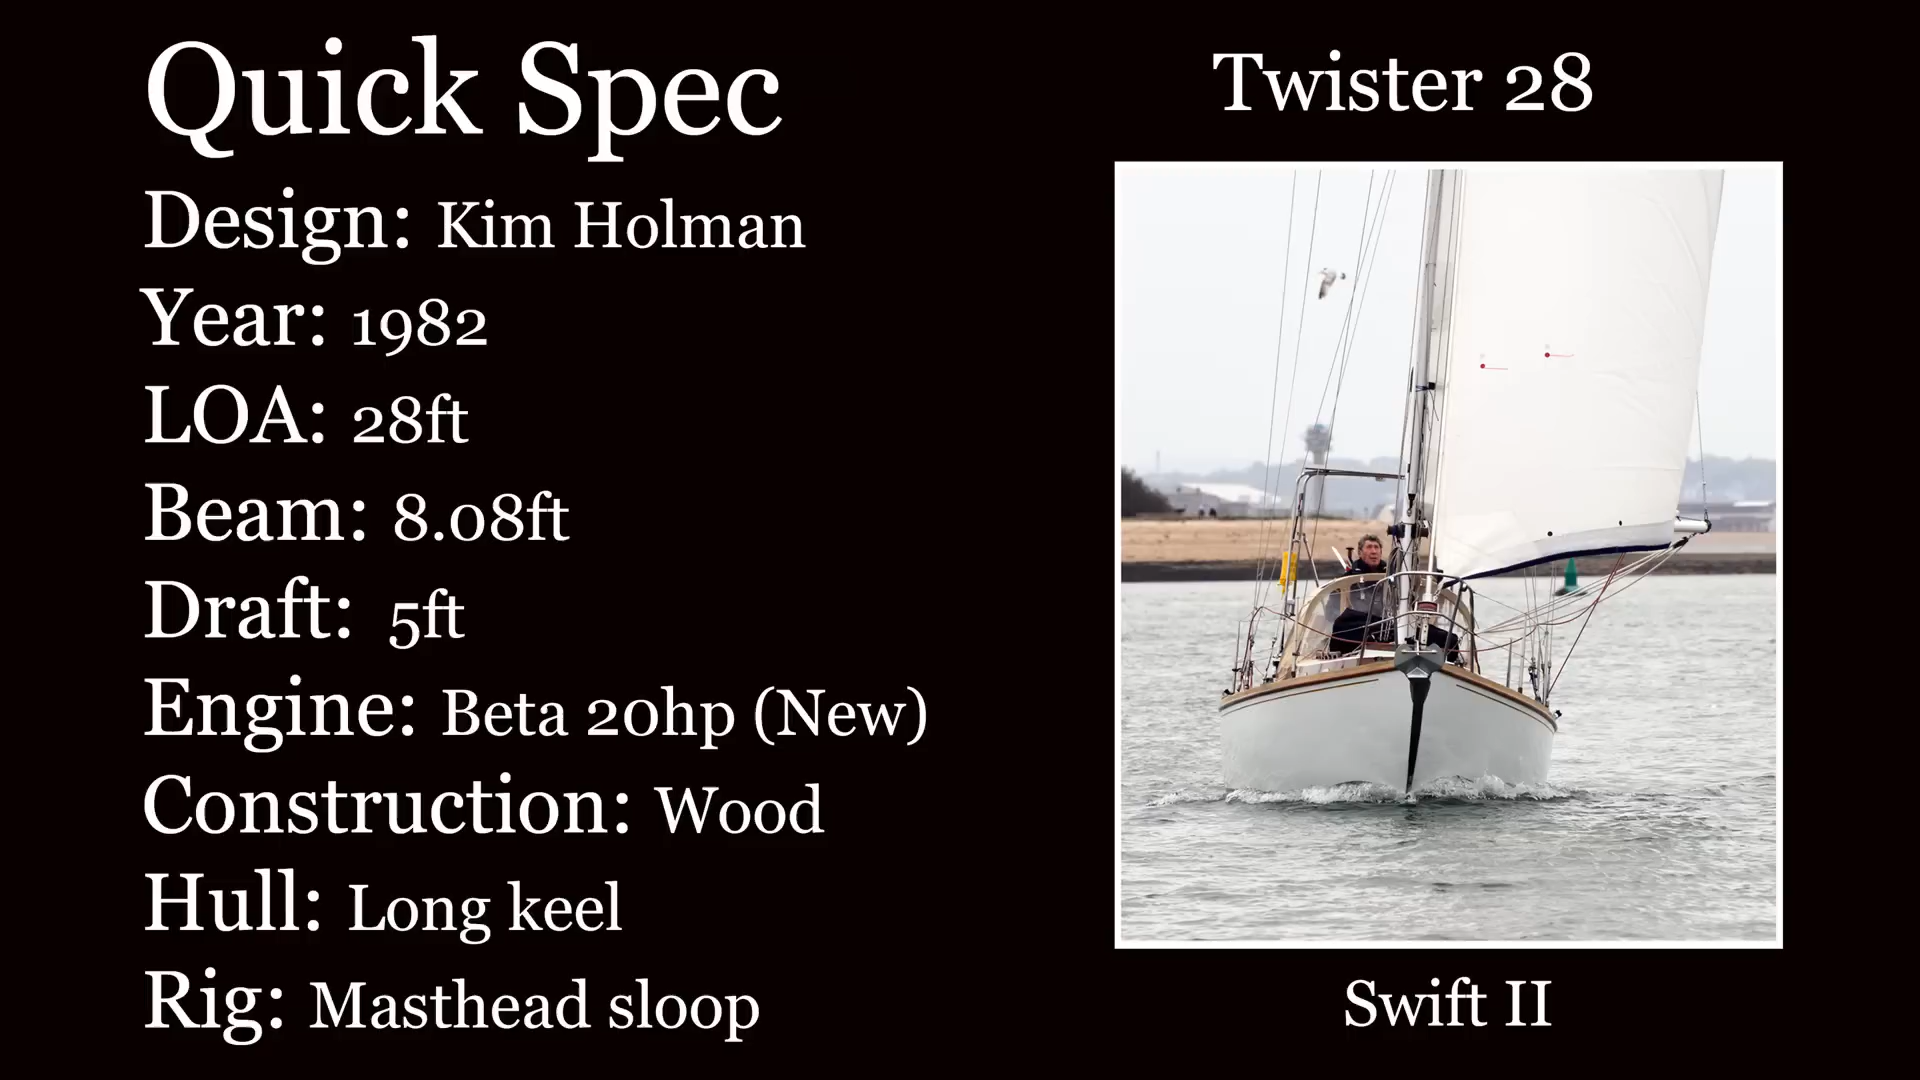 Quick Spec
Design: Kim Holman
Year: 1982
LOA: 28ft
Beam: 8.08ft
Draft: 5ft
Engine: Beta 20hp (New)
Construction: Wood
Hull: Long keel
Rig: Masthead sloop
Twister 28
Swift II